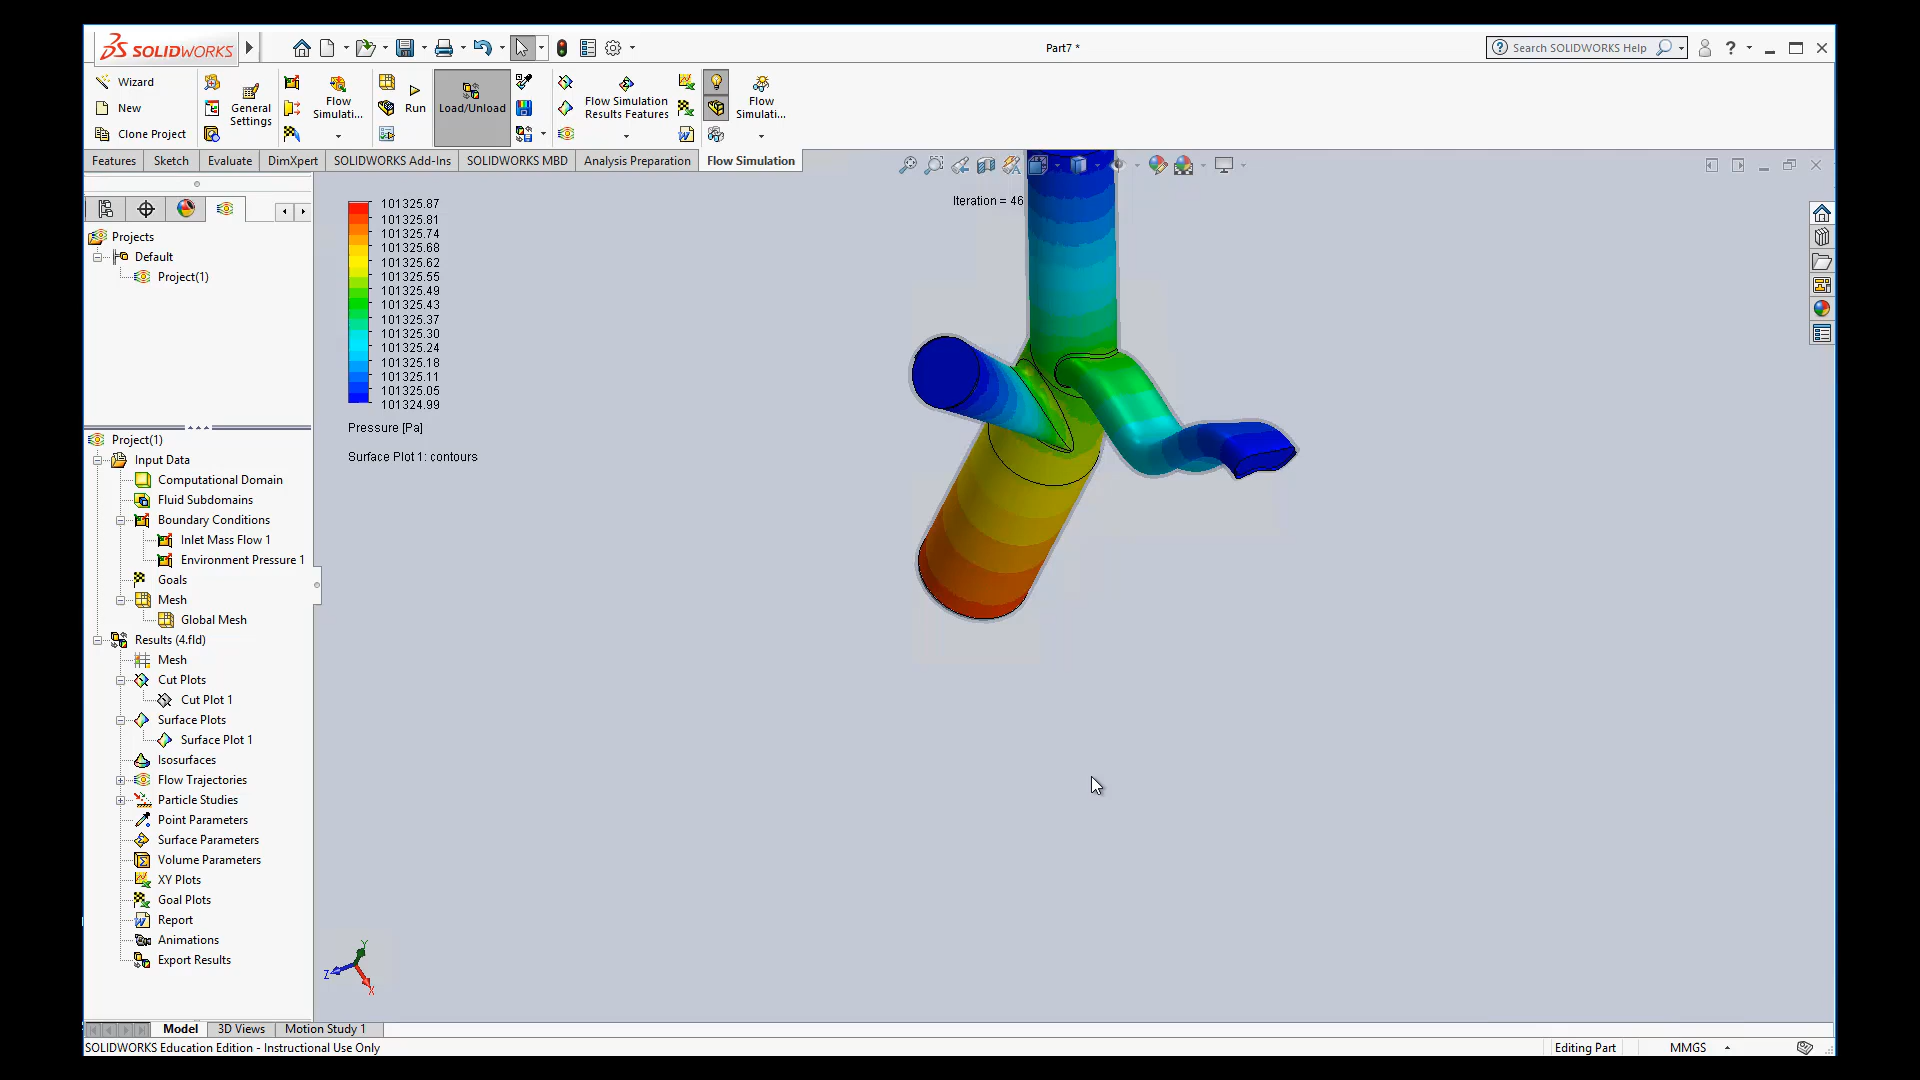 SOLIDWORKS
Part7 *
Search SOLIDWORKS Help
Wizard
New
Clone Project
General Settings
Flow Simulati...
Run
Load/Unload
Flow Simulation Results Features
Flow Simulati...
Features
Sketch
Evaluate
DimXpert
SOLIDWORKS Add-Ins
SOLIDWORKS MBD
Analysis Preparation
Flow Simulation
Projects
Default
Project(1)
Project(1)
Input Data
Computational Domain
Fluid Subdomains
Boundary Conditions
Inlet Mass Flow 1
Environment Pressure 1
Goals
Mesh
Global Mesh
Results (4.fld)
Mesh
Cut Plots
Cut Plot 1
Surface Plots
Surface Plot 1
Isosurfaces
Flow Trajectories
Particle Studies
Point Parameters
Surface Parameters
Volume Parameters
XY Plots
Goal Plots
Report
Animations
Export Results
101325.87
101325.81
101325.74
101325.68
101325.62
101325.55
101325.49
101325.43
101325.37
101325.30
101325.24
101325.18
101325.11
101325.05
101324.99
Pressure [Pa]
Surface Plot 1: contours
Iteration = 46
Y
Z
X
Model
3D Views
Motion Study 1
SOLIDWORKS Education Edition - Instructional Use Only
Editing Part
MMGS